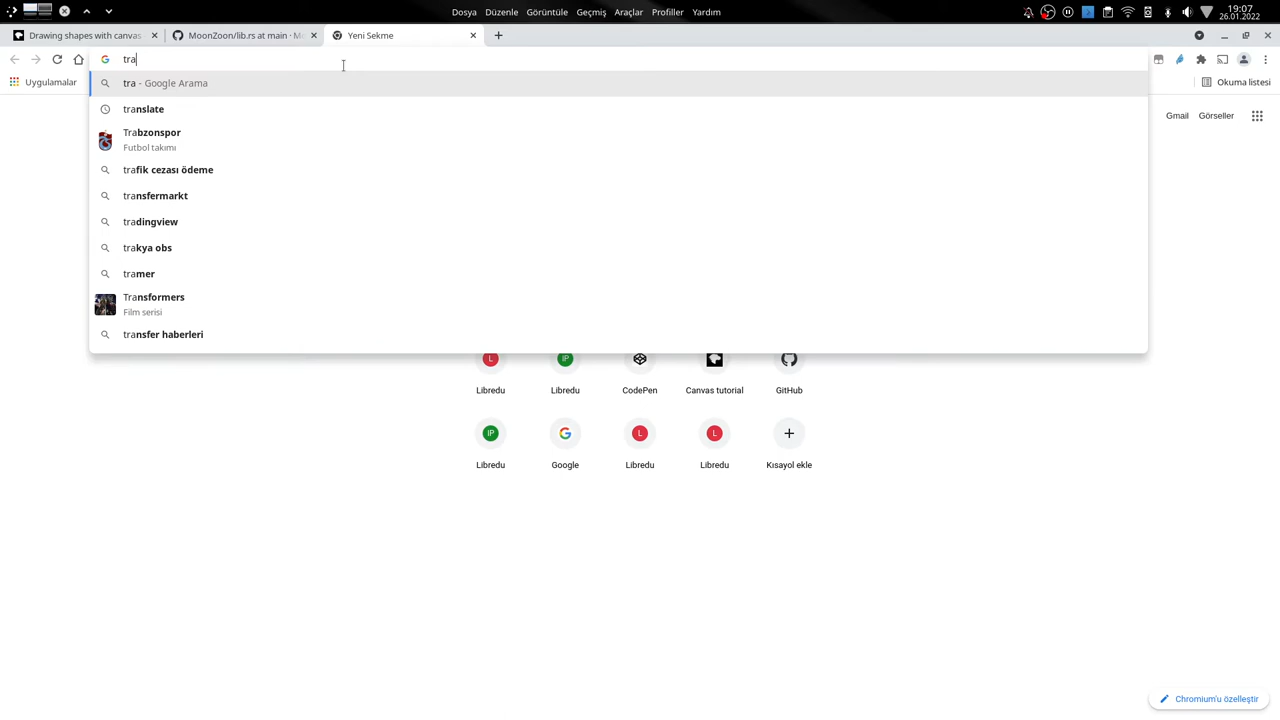 Dosya Düzenle Görüntüle Geçmiş Araçlar Profiller Yardım
19:07
26.01.2022
Drawing shapes with canvas
MoonZoon/lib.rs at main · Mo
Yeni Sekme
tra
Uygulamalar
Okuma listesi
tra - Google Arama
translate
Trabzonspor
Futbol takımı
trafik cezası ödeme
transfermarkt
tradingview
trakya obs
tramer
Transformers
Film serisi
transfer haberleri
Gmail Görseller
L IP
Libredu Libredu CodePen Canvas tutorial GitHub
IP L L
Libredu Google Libredu Libredu Kısayol ekle
Chromium'u özelleştir